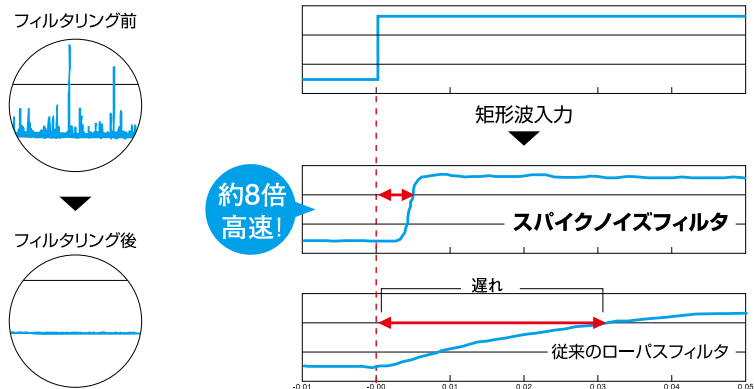 フィルタリング前
フィルタリング後
矩形波入力
約8倍
高速!
スパイクノイズフィルタ
遅れ
従来のローパスフィルタ
-0.01 -0.00 0.01 0.02 0.03 0.04 0.05